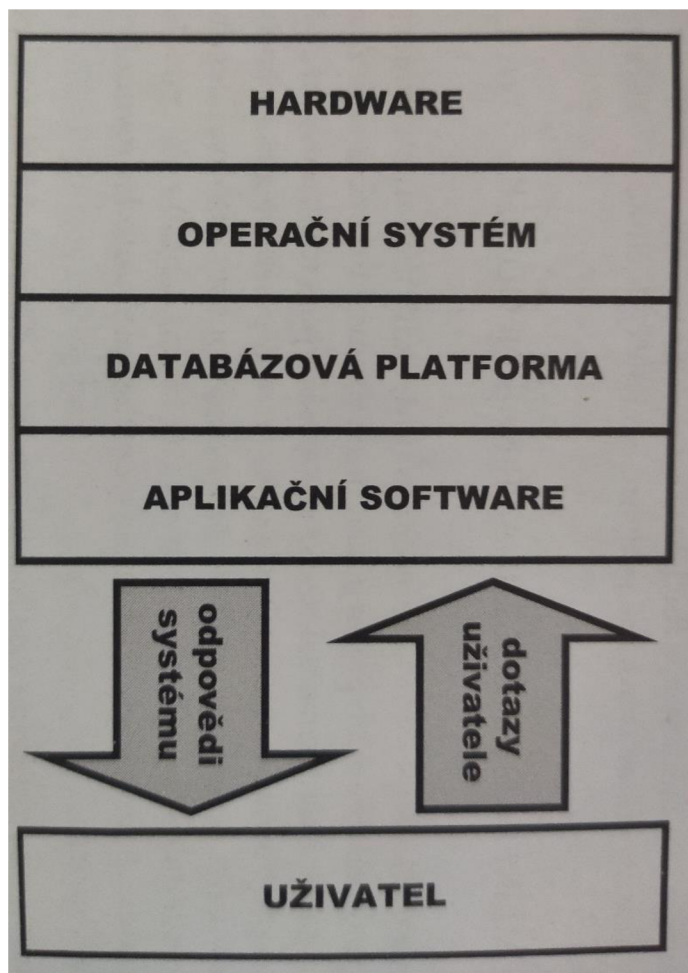 HARDWARE
OPERAČNÍ SYSTÉM
DATABÁZOVÁ PLATFORMA
APLIKAČNÍ SOFTWARE
odpovědi
systému
dotazy
uživatele
UŽIVATEL